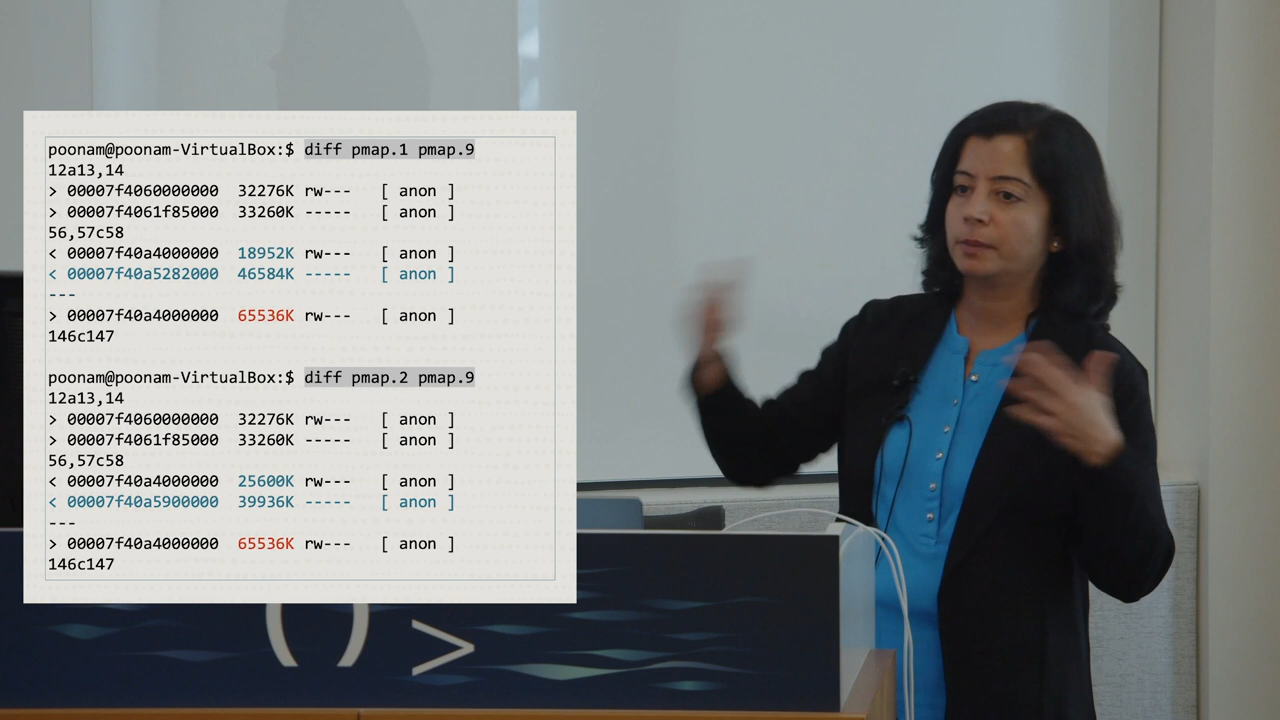 poonam@poonam-VirtualBox:$ diff pmap.1 pmap.9
12a13,14
> 00007f4060000000  32276K rw---   [ anon ]
> 00007f4061f85000  33260K -----   [ anon ]
56,57c58
< 00007f40a4000000  18952K rw---   [ anon ]
< 00007f40a5282000  46584K -----   [ anon ]
---
> 00007f40a4000000  65536K rw---   [ anon ]
146c147
poonam@poonam-VirtualBox:$ diff pmap.2 pmap.9
12a13,14
> 00007f4060000000  32276K rw---   [ anon ]
> 00007f4061f85000  33260K -----   [ anon ]
56,57c58
< 00007f40a4000000  25600K rw---   [ anon ]
< 00007f40a5900000  39936K -----   [ anon ]
---
> 00007f40a4000000  65536K rw---   [ anon ]
146c147
() >